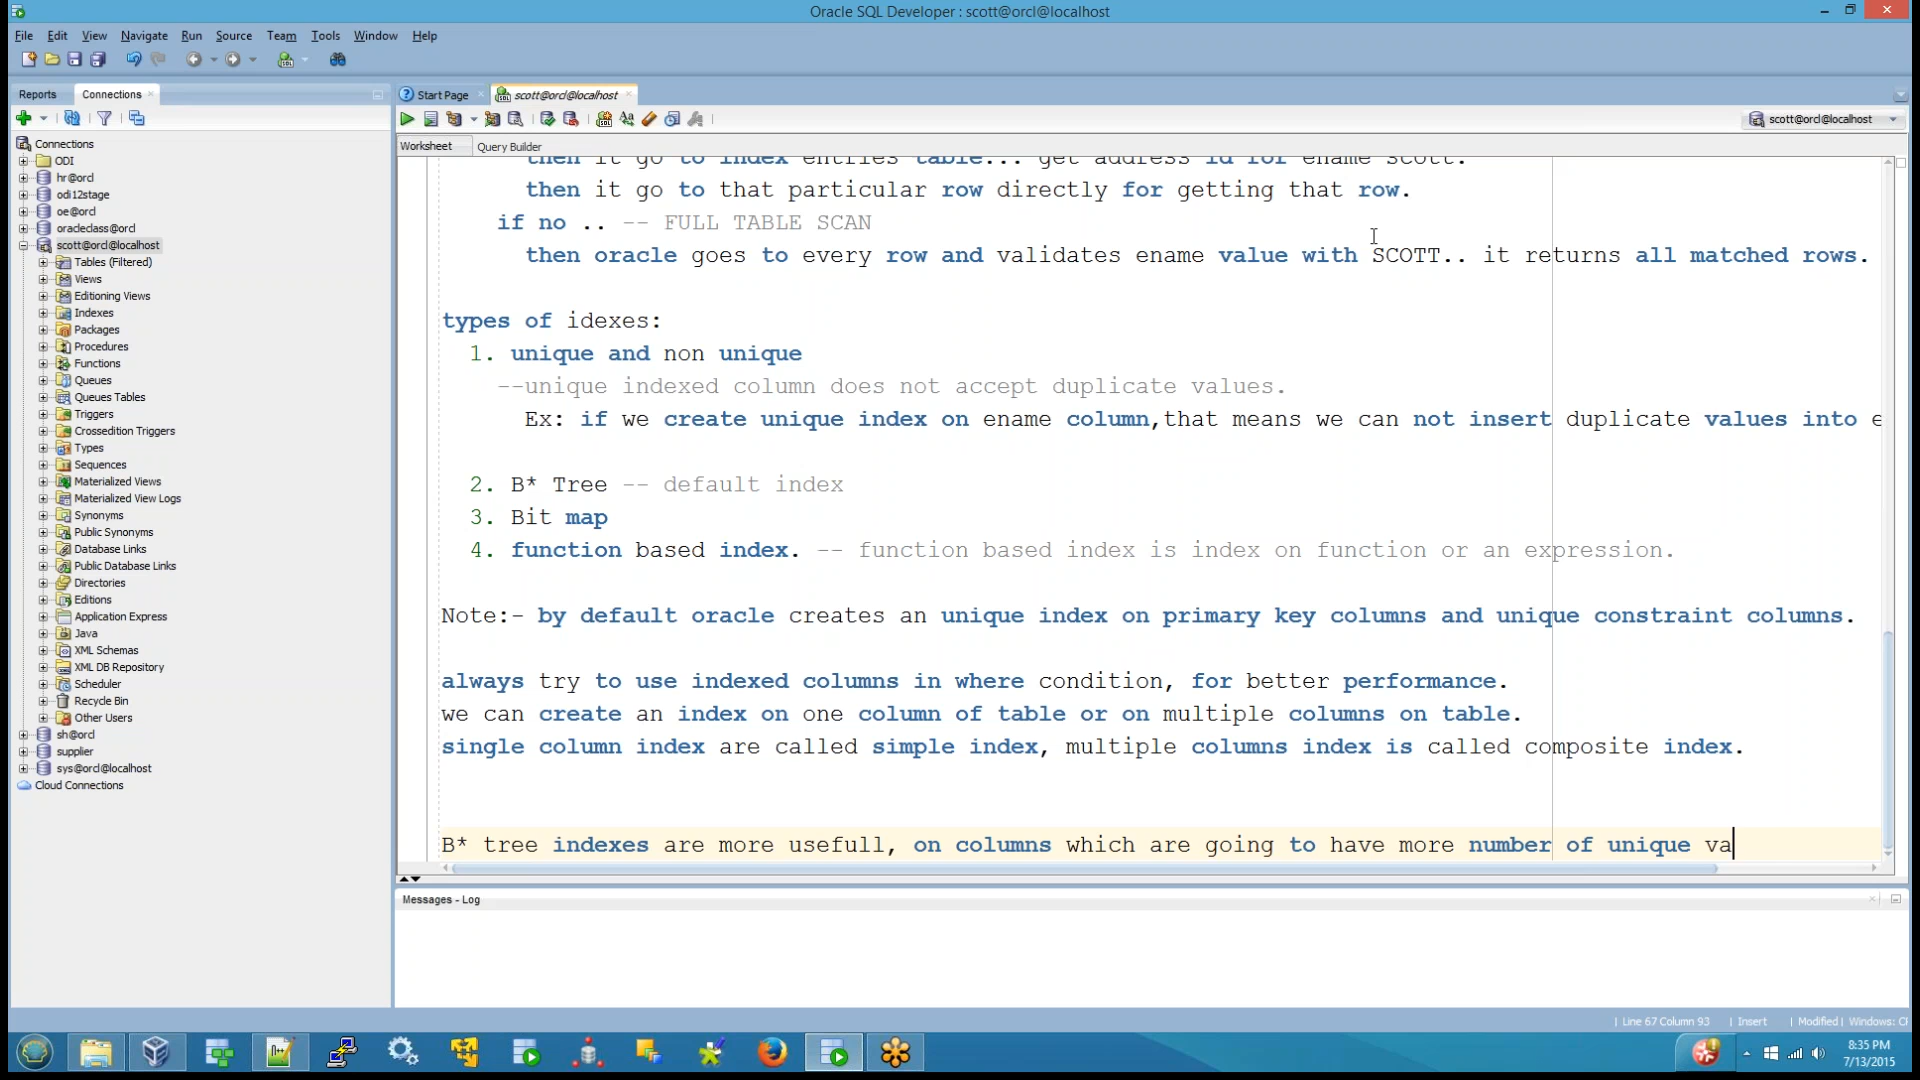 Oracle SQL Developer : scott@orcl@localhost
File Edit View Navigate Run Source Team Tools Window Help
Reports Connections
Start Page scott@orcl@localhost
scott@orcl@localhost
Worksheet Query Builder
Connections
ODI
hr@orcl
odi12stage
oe@orcl
oracleclass@orcl
scott@orcl@localhost
Tables (Filtered)
Views
Editioning Views
Indexes
Packages
Procedures
Functions
Queues
Queues Tables
Triggers
Crossedition Triggers
Types
Sequences
Materialized Views
Materialized View Logs
Synonyms
Public Synonyms
Database Links
Public Database Links
Directories
Editions
Application Express
Java
XML Schemas
XML DB Repository
Scheduler
Recycle Bin
Other Users
sh@orcl
supplier
sys@orcl@localhost
Cloud Connections
then it go to index entries table... get address id for ename scott.
then it go to that particular row directly for getting that row.
if no .. -- FULL TABLE SCAN
then oracle goes to every row and validates ename value with SCOTT.. it returns all matched rows.
types of idexes:
1. unique and non unique
--unique indexed column does not accept duplicate values.
Ex: if we create unique index on ename column,that means we can not insert duplicate values into e
2. B* Tree -- default index
3. Bit map
4. function based index. -- function based index is index on function or an expression.
Note:- by default oracle creates an unique index on primary key columns and unique constraint columns.
always try to use indexed columns in where condition, for better performance.
we can create an index on one column of table or on multiple columns on table.
single column index are called simple index, multiple columns index is called composite index.
B* tree indexes are more usefull, on columns which are going to have more number of unique va
Messages - Log
Line 67 Column 93 Insert Modified Windows: C
8:35 PM
7/13/2015